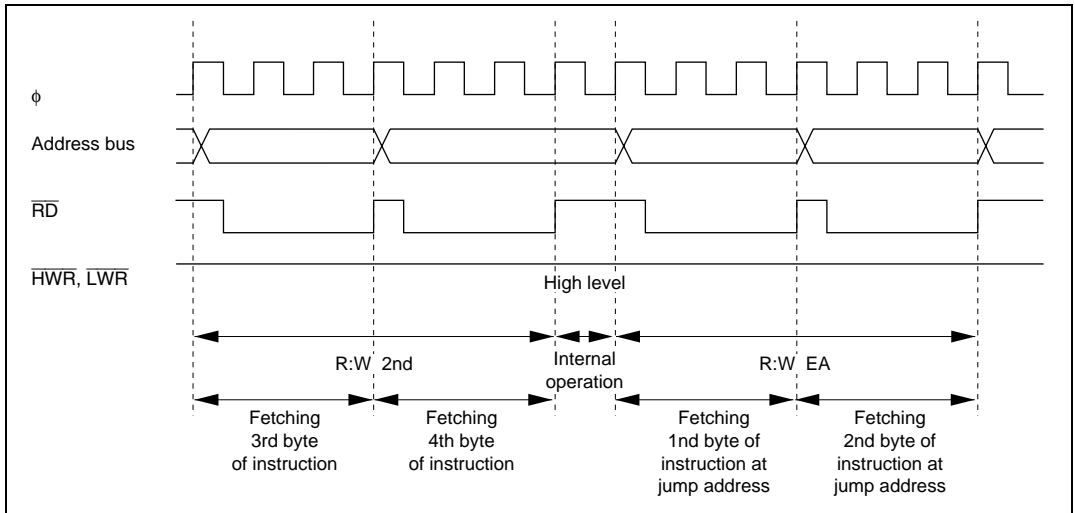 φ
Address bus
RD
HWR, LWR
High level
R:W 2nd
Internal
operation
R:W EA
Fetching
3rd byte
of instruction
Fetching
4th byte
of instruction
Fetching
1nd byte of
instruction at
jump address
Fetching
2nd byte of
instruction at
jump address